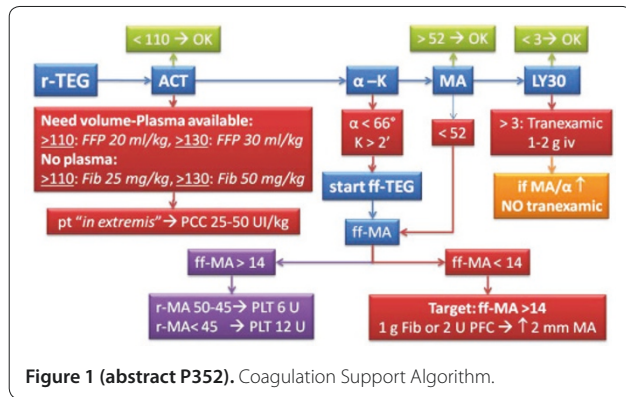 < 110 → OK
> 52 → OK
< 3→ OK
r-TEG
ACT
α –K
MA
LY30
Need volume-Plasma available:
>110: FFP 20 ml/kg, >130: FFP 30 ml/kg
No plasma:
>110: Fib 25 mg/kg, >130: Fib 50 mg/kg
α < 66°
K > 2'
< 52
> 3: Tranexamic
1-2 g iv
start ff-TEG
if MA/α ↑
NO tranexamic
pt "in extremis"→ PCC 25-50 UI/kg
ff-MA
ff-MA > 14
ff-MA < 14
r-MA 50-45→ PLT 6 U
r-MA< 45 → PLT 12 U
Target: ff-MA >14
1 g Fib or 2 U PFC → ↑ 2 mm MA
Figure 1 (abstract P352). Coagulation Support Algorithm.